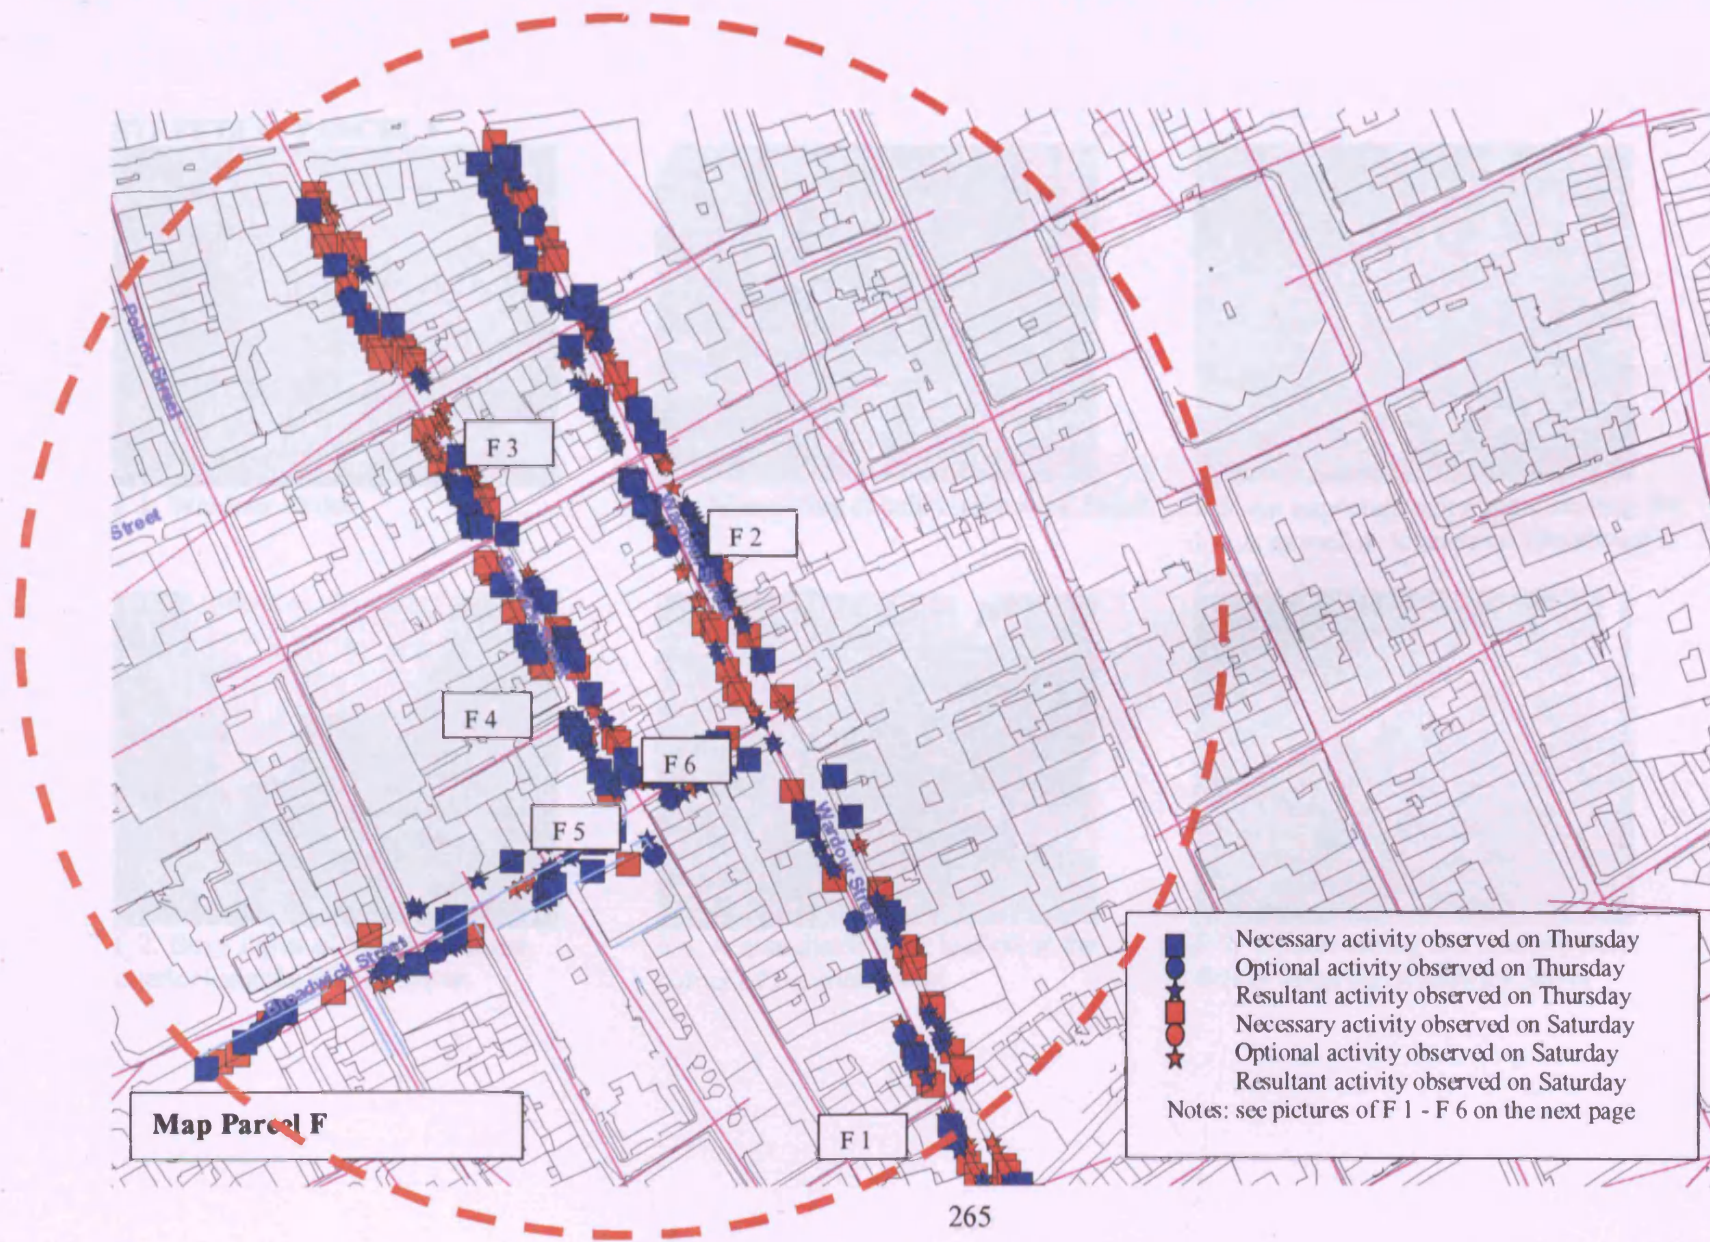 Poland Street
Street
F 3
F 2
F 4
F 6
F 5
Wardour Street
Broadwick Street
F 1
Map Parcel F
Necessary activity observed on Thursday
Optional activity observed on Thursday
Resultant activity observed on Thursday
Necessary activity observed on Saturday
Optional activity observed on Saturday
Resultant activity observed on Saturday
Notes: see pictures of F 1 - F 6 on the next page
265